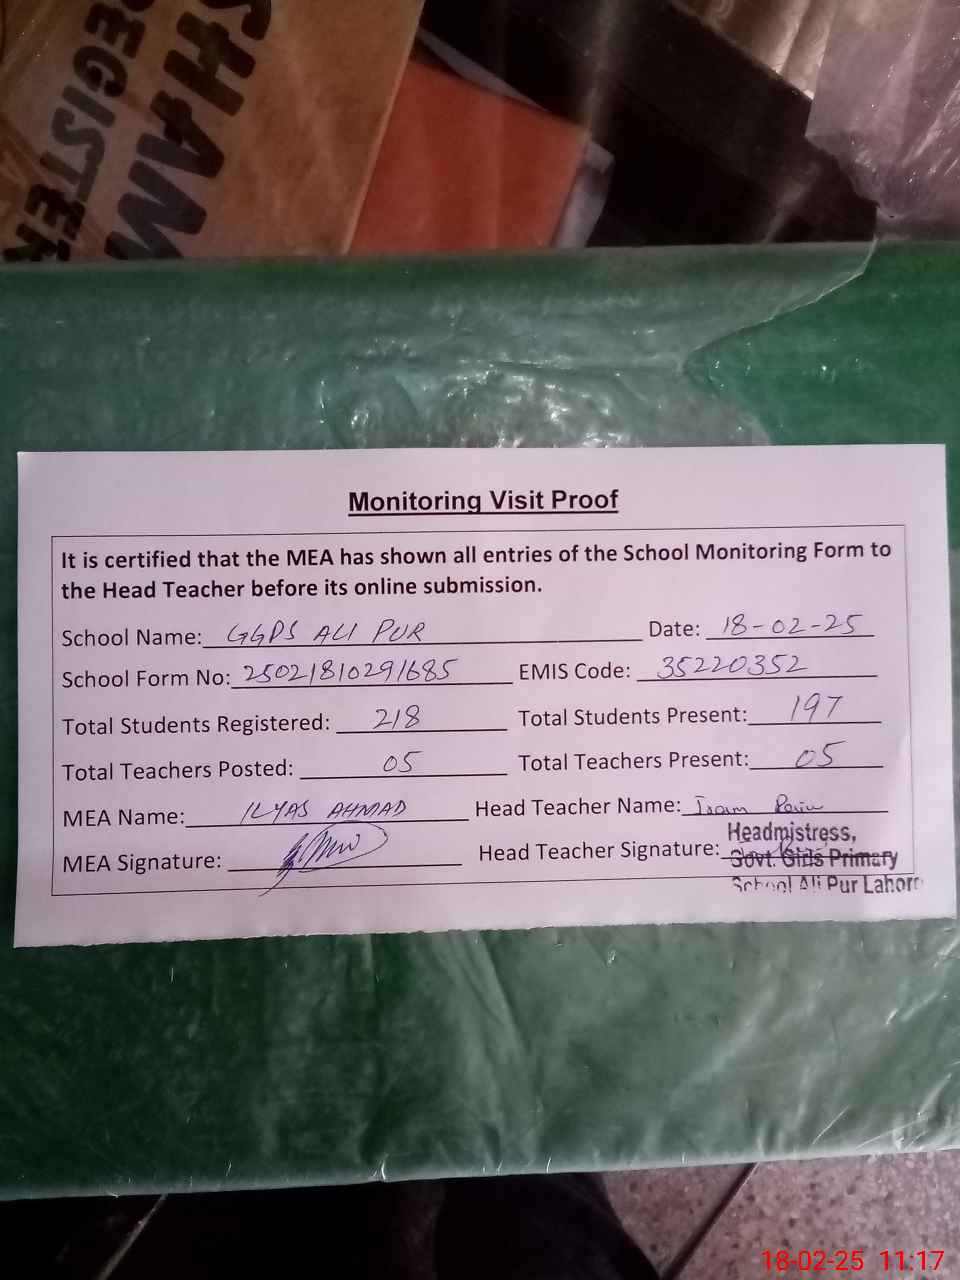 SHAM
REGISTER
Monitoring Visit Proof
It is certified that the MEA has shown all entries of the School Monitoring Form to
the Head Teacher before its online submission.
School Name: GGPS ALI PUR Date: 18-02-25
School Form No: 25021810291685 EMIS Code: 35220352
Total Students Registered: 218 Total Students Present: 197
Total Teachers Posted: 05 Total Teachers Present: 05
MEA Name: ILYAS AHMAD Head Teacher Name:
MEA Signature: Head Teacher Signature:
Headmistress,
Govt. Girls Primary
School Ali Pur Lahore
18-02-25 11:17